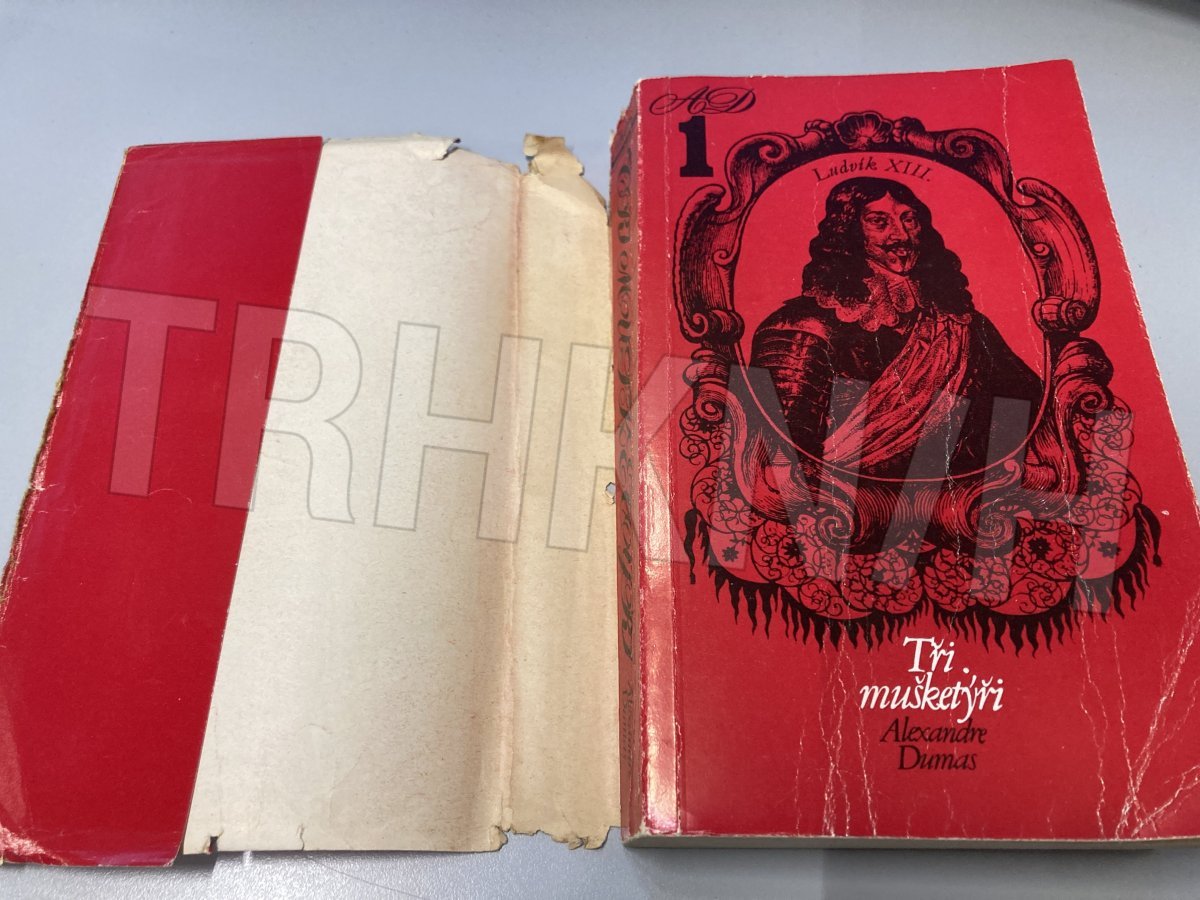 AD
1
Ludvík XIII.
Tři
mušketýři
Alexandre
Dumas
TRHKNIH